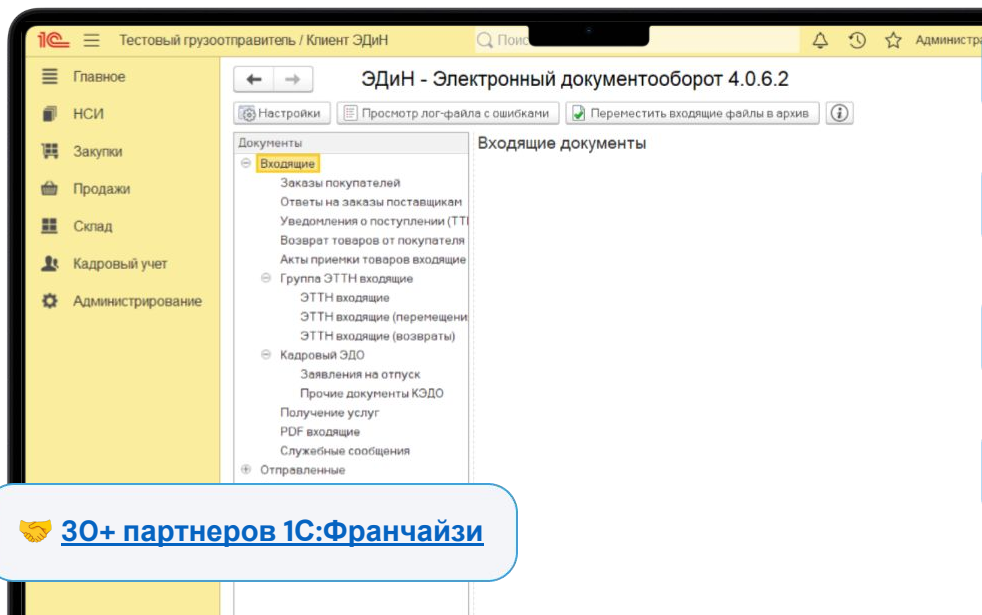 1С Тестовый грузоотправитель / Клиент ЭДиН Поис Администра
Главное
НСИ
Закупки
Продажи
Склад
Кадровый учет
Администрирование
ЭДиН - Электронный документооборот 4.0.6.2
Настройки Просмотр лог-файла с ошибками Переместить входящие файлы в архив i
Документы
Входящие
Заказы покупателей
Ответы на заказы поставщикам
Уведомления о поступлении (ТТН
Возврат товаров от покупателя
Акты приемки товаров входящие
Группа ЭТТН входящие
ЭТТН входящие
ЭТТН входящие (перемещени
ЭТТН входящие (возвраты)
Кадровый ЭДО
Заявления на отпуск
Прочие документы КЭДО
Получение услуг
PDF входящие
Служебные сообщения
Отправленные
Входящие документы
🤝 30+ партнеров 1С:Франчайзи